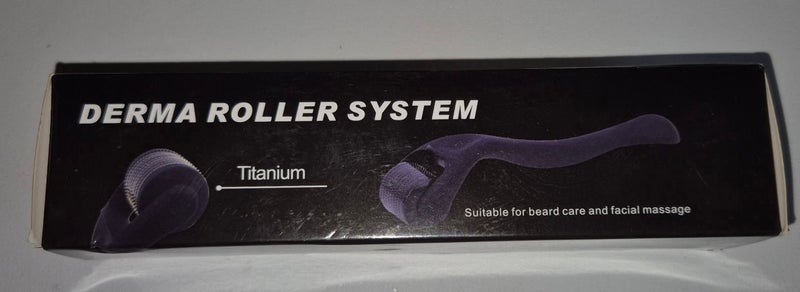 DERMA ROLLER SYSTEM
Titanium
Suitable for beard care and facial massage